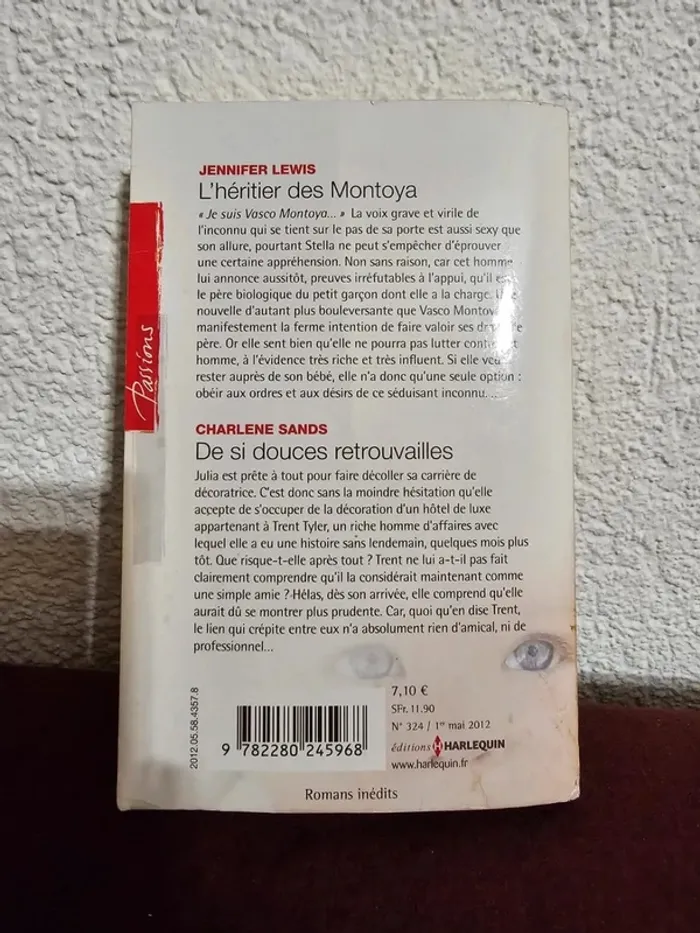 JENNIFER LEWIS
L'héritier des Montoya
« Je suis Vasco Montoya... » La voix grave et virile de
l'inconnu qui se tient sur le pas de sa porte est aussi sexy que
son allure, pourtant Stella ne peut s'empêcher d'éprouver
une certaine appréhension. Non sans raison, car cet homme
lui annonce aussitôt, preuves irréfutables à l'appui, qu'il
le père biologique du petit garçon dont elle a la charge.
nouvelle d'autant plus bouleversante que Vasco Montoya
manifestement la ferme intention de faire valoir ses
père. Or elle sent bien qu'elle ne pourra pas lutter
homme, à l'évidence très riche et très influent. Si elle
rester auprès de son bébé, elle n'a donc qu'une seule option :
obéir aux ordres et aux désirs de ce séduisant inconnu...
CHARLENE SANDS
De si douces retrouvailles
Julia est prête à tout pour faire décoller sa carrière de
décoratrice. C'est donc sans la moindre hésitation qu'elle
accepte de s'occuper de la décoration d'un hôtel de luxe
appartenant à Trent Tyler, un riche homme d'affaires avec
lequel elle a eu une histoire sans lendemain, quelques mois plus
tôt. Que risque-t-elle après tout ? Trent ne lui a-t-il pas fait
clairement comprendre qu'il la considérait maintenant comme
une simple amie ? Hélas, dès son arrivée, elle comprend qu'elle
aurait dû se montrer plus prudente. Car, quoi qu'en dise Trent,
le lien qui crépite entre eux n'a absolument rien d'amical, ni de
professionnel...
Passions
2012.05.58.4357.8
9 782280 245968
7,10 €
SFr. 11.90
N° 324 / 1er mai 2012
éditions HARLEQUIN
www.harlequin.fr
Romans inédits